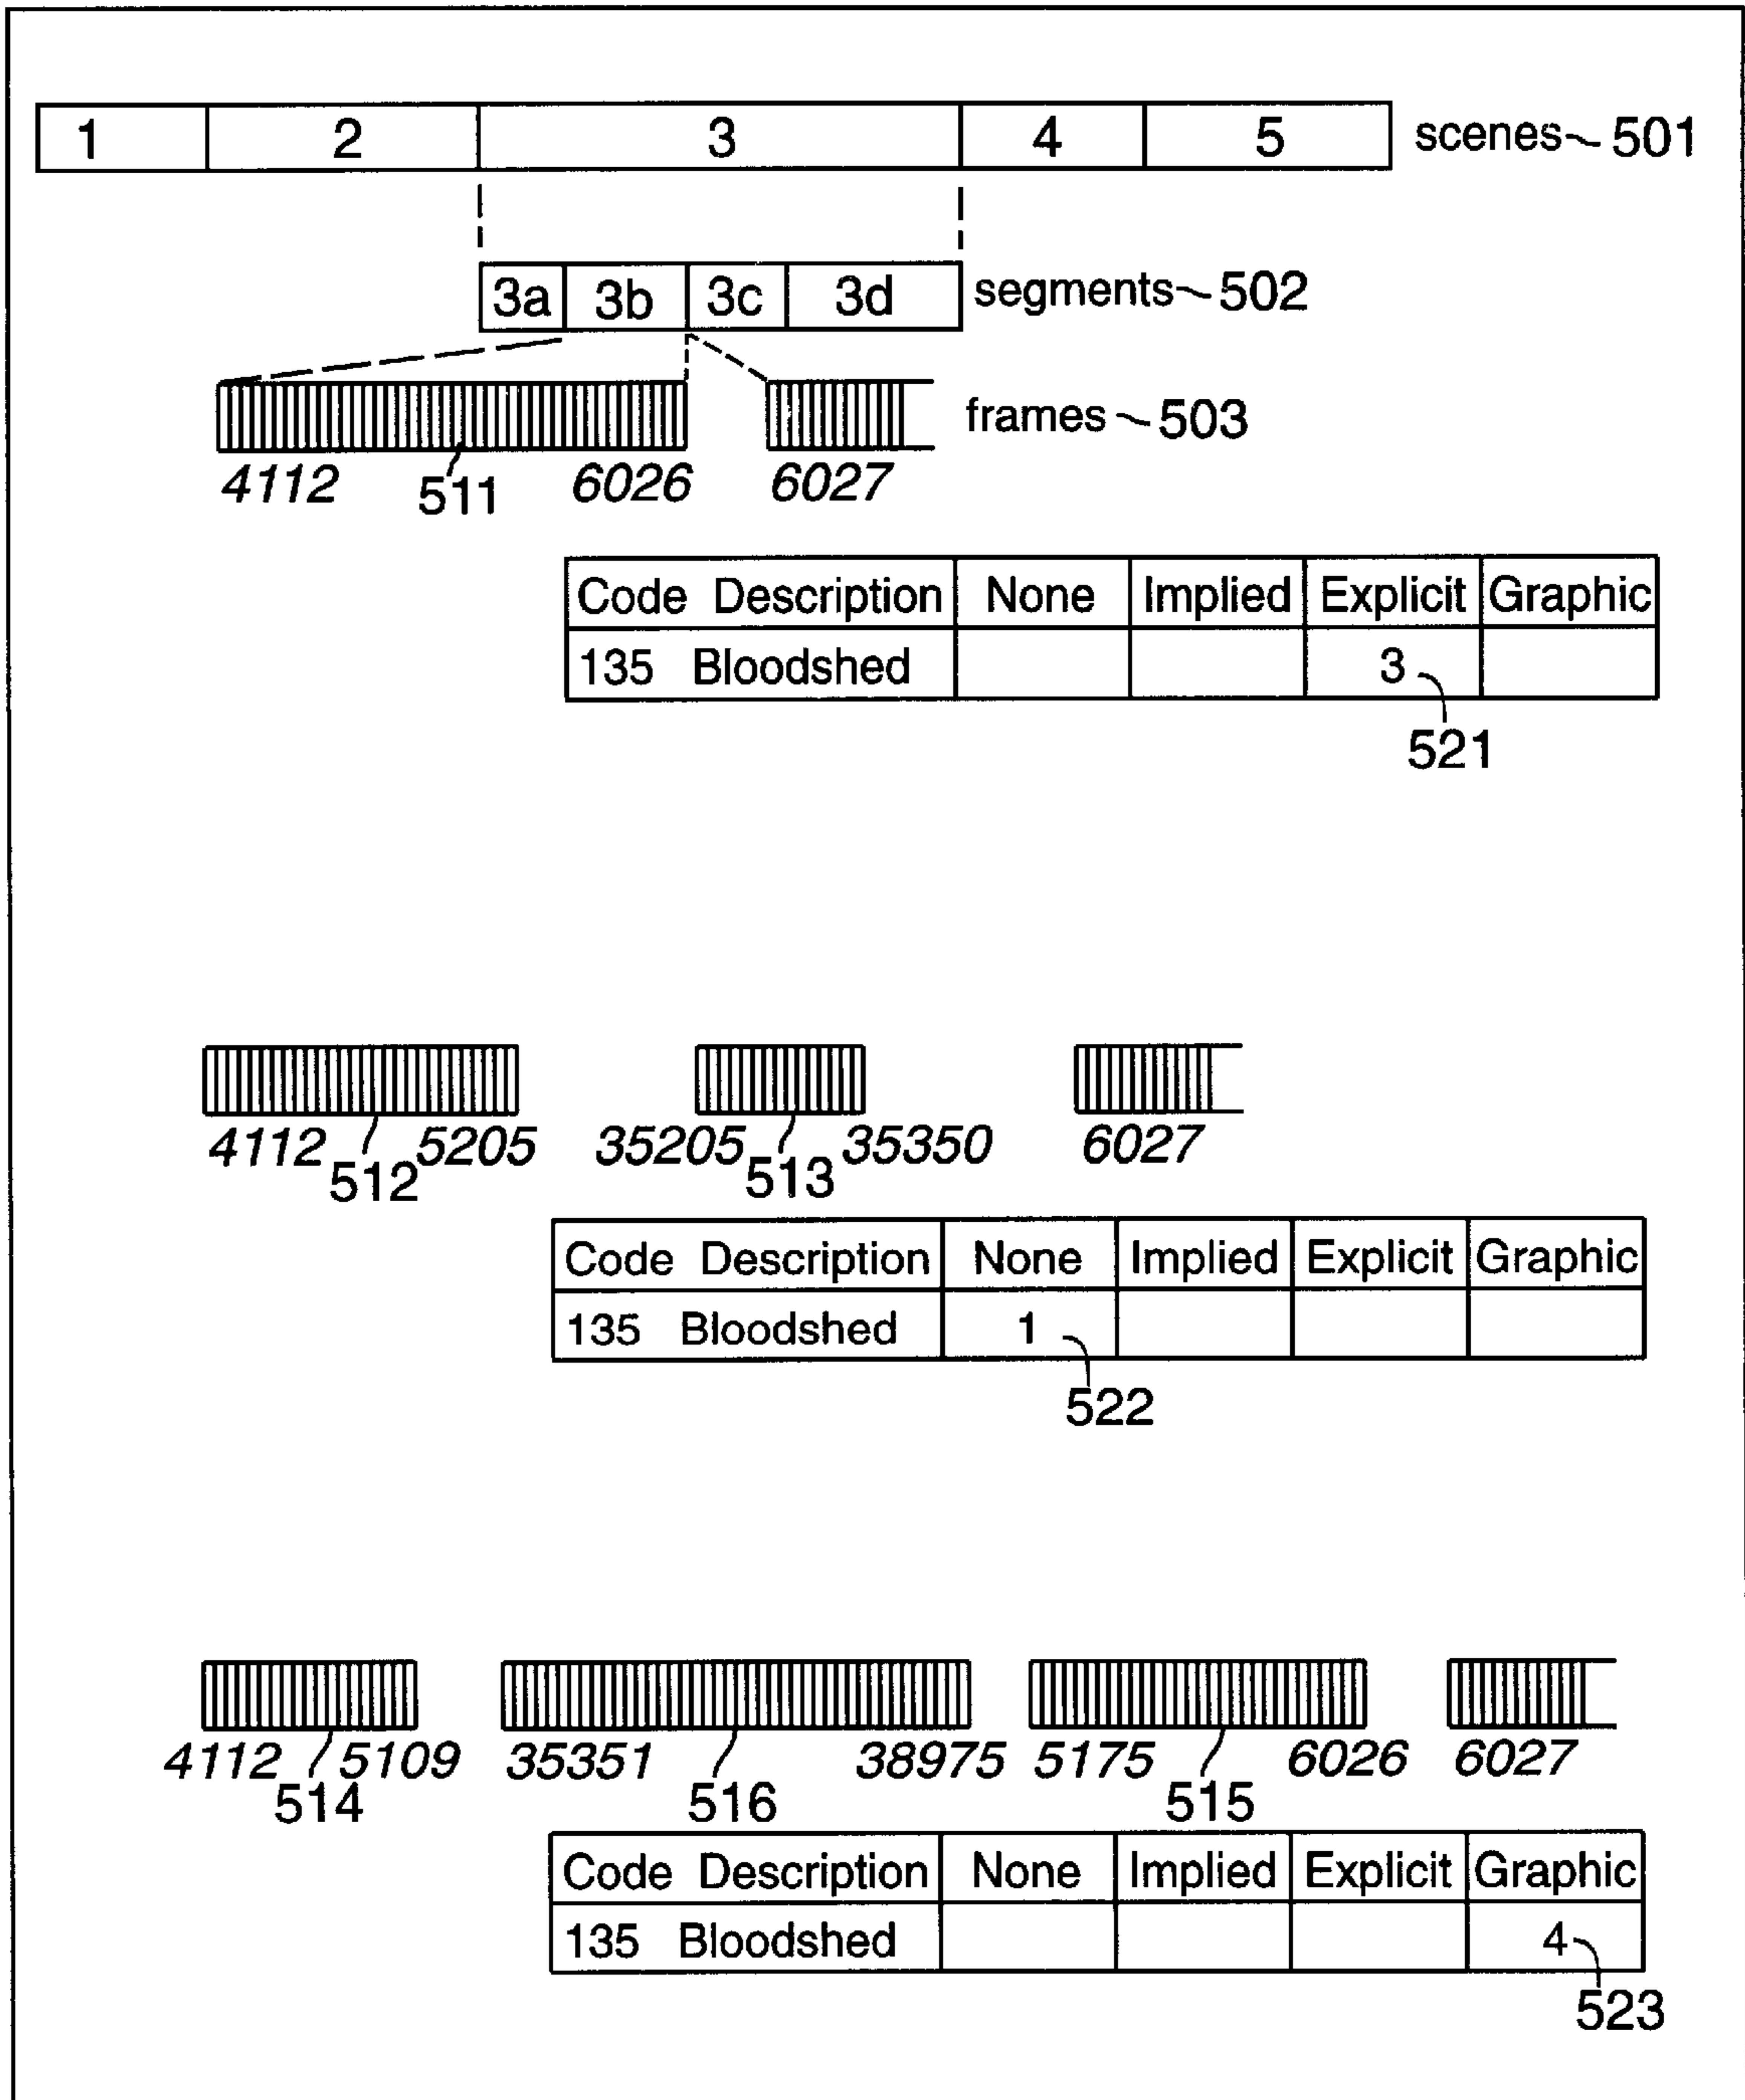 1 2 3 4 5 scenes 501
3a 3b 3c 3d segments 502
frames 503
4112 511 6026 6027
Code Description None Implied Explicit Graphic
135 Bloodshed 3
521
4112 512 5205 35205 513 35350 6027
Code Description None Implied Explicit Graphic
135 Bloodshed 1
522
4112 514 5109 35351 516 38975 5175 515 6026 6027
Code Description None Implied Explicit Graphic
135 Bloodshed 4
523